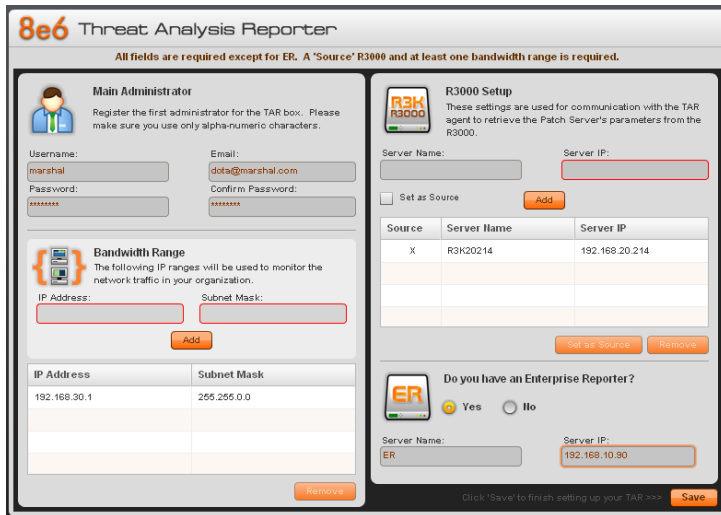 8e6 Threat Analysis Reporter
All fields are required except for ER. A 'Source' R3000 and at least one bandwidth range is required.
Main Administrator
Register the first administrator for the TAR box. Please
make sure you use only alpha-numeric characters.
Username:
Email:
marshal
dota@marshal.com
Password:
Confirm Password:
********
********
Bandwidth Range
The following IP ranges will be used to monitor the
network traffic in your organization.
IP Address:
Subnet Mask:
Add
IP Address
Subnet Mask
192.168.30.1
255.255.0.0
Remove
R3K
R3000
R3000 Setup
These settings are used for communication with the TAR
agent to retrieve the Patch Server's parameters from the
R3000.
Server Name:
Server IP:
Set as Source
Add
Source
Server Name
Server IP
X
R3K20214
192.168.20.214
Set as Source
Remove
ER
Do you have an Enterprise Reporter?
Yes
No
Server Name:
Server IP:
ER
192.168.10.90
Click 'Save' to finish setting up your TAR >>>
Save